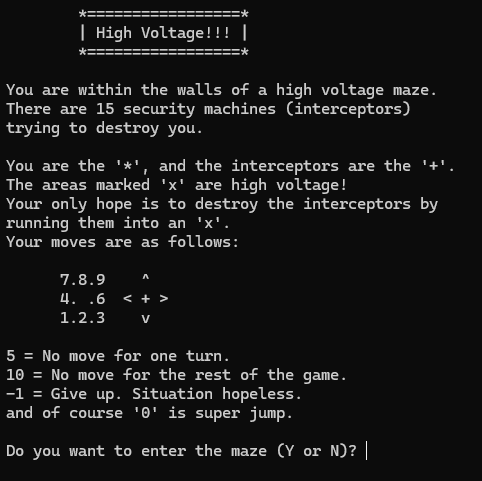 *=================*
| High Voltage!!! |
*=================*
You are within the walls of a high voltage maze.
There are 15 security machines (interceptors)
trying to destroy you.
You are the '*', and the interceptors are the '+'.
The areas marked 'x' are high voltage!
Your only hope is to destroy the interceptors by
running them into an 'x'.
Your moves are as follows:
7.8.9    ^
4. .6  < + >
1.2.3    v
5 = No move for one turn.
10 = No move for the rest of the game.
-1 = Give up. Situation hopeless.
and of course '0' is super jump.
Do you want to enter the maze (Y or N)?